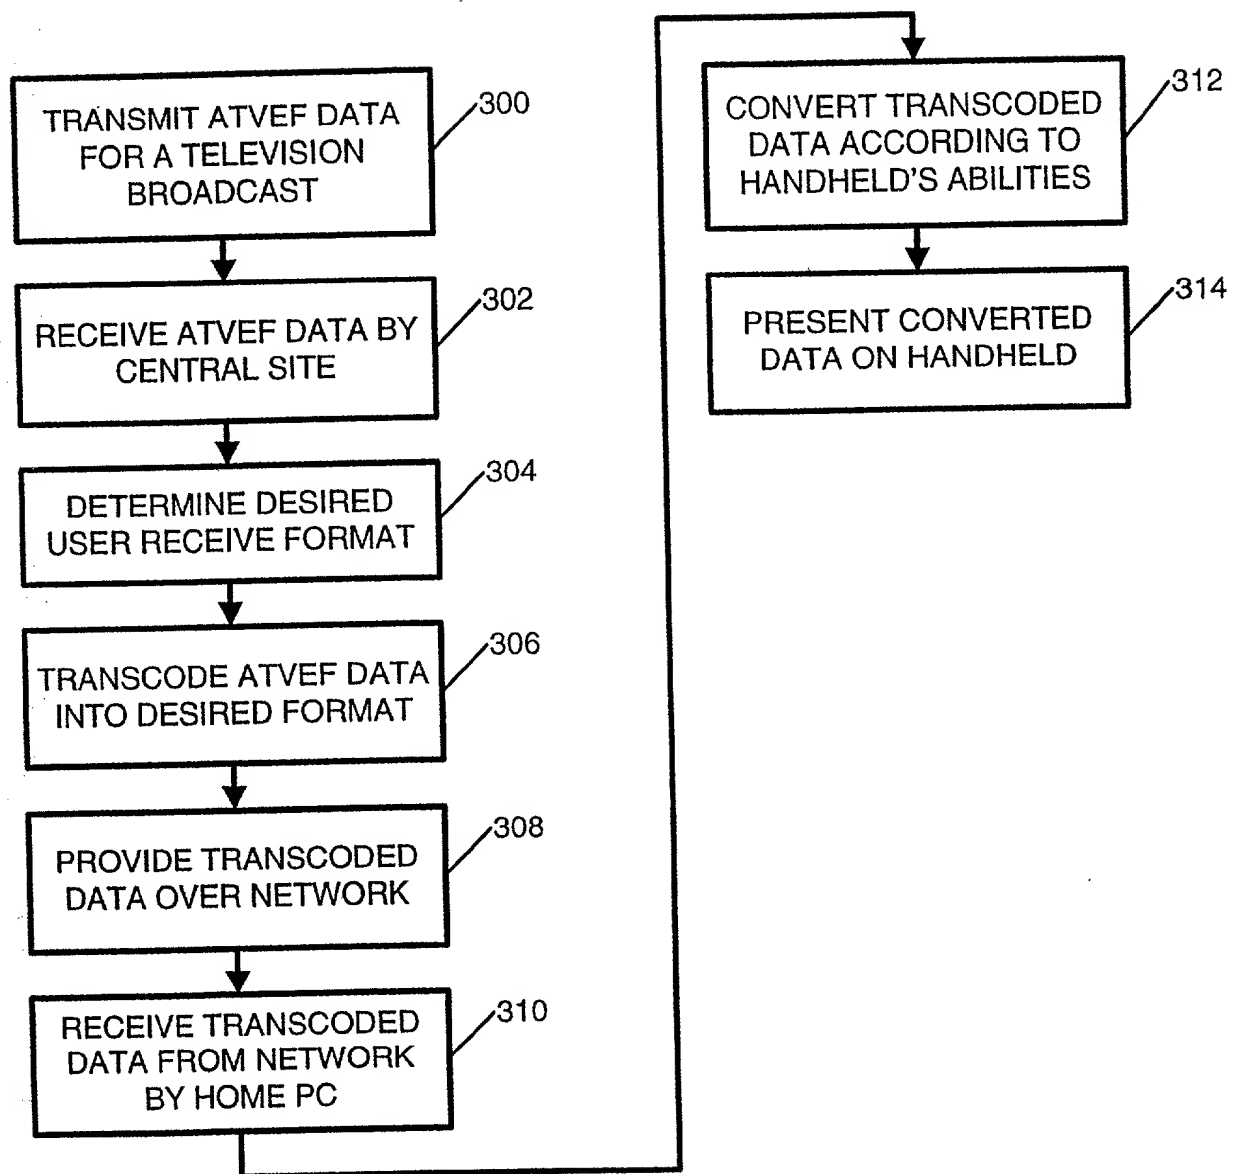 TRANSMIT ATVEF DATA
FOR A TELEVISION
BROADCAST
300
RECEIVE ATVEF DATA BY
CENTRAL SITE
302
DETERMINE DESIRED
USER RECEIVE FORMAT
304
TRANSCODE ATVEF DATA
INTO DESIRED FORMAT
306
PROVIDE TRANSCODED
DATA OVER NETWORK
308
RECEIVE TRANSCODED
DATA FROM NETWORK
BY HOME PC
310
CONVERT TRANSCODED
DATA ACCORDING TO
HANDHELD'S ABILITIES
312
PRESENT CONVERTED
DATA ON HANDHELD
314